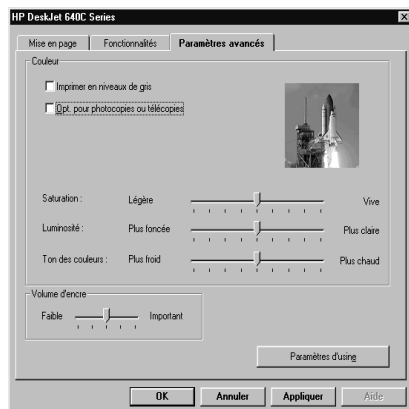 HP DeskJet 640C Series
Mise en page Fonctionnalités Paramètres avancés
Couleur
Imprimer en niveaux de gris
Opt. pour photocopies ou télécopies
Saturation : Légère Vive
Luminosité : Plus foncée Plus claire
Ton des couleurs : Plus froid Plus chaud
Volume d'encre
Faible Important
Paramètres d'using
OK Annuler Appliquer Aide